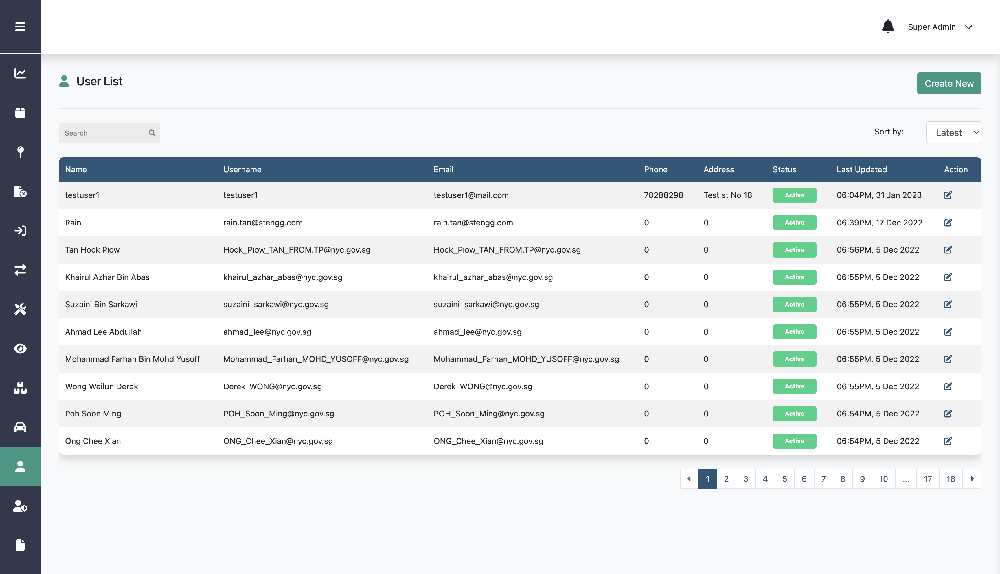 Super Admin
User List
Create New
Search
Sort by:
Latest
Name Username Email Phone Address Status Last Updated Action
testuser1 testuser1 testuser1@mail.com 78288298 Test st No 18 Active 06:04PM, 31 Jan 2023
Rain rain.tan@stengg.com rain.tan@stengg.com 0 0 Active 06:39PM, 17 Dec 2022
Tan Hock Piow Hock_Piow_TAN_FROM.TP@nyc.gov.sg Hock_Piow_TAN_FROM.TP@nyc.gov.sg 0 0 Active 06:56PM, 5 Dec 2022
Khairul Azhar Bin Abas khairul_azhar_abas@nyc.gov.sg khairul_azhar_abas@nyc.gov.sg 0 0 Active 06:55PM, 5 Dec 2022
Suzaini Bin Sarkawi suzaini_sarkawi@nyc.gov.sg suzaini_sarkawi@nyc.gov.sg 0 0 Active 06:55PM, 5 Dec 2022
Ahmad Lee Abdullah ahmad_lee@nyc.gov.sg ahmad_lee@nyc.gov.sg 0 0 Active 06:55PM, 5 Dec 2022
Mohammad Farhan Bin Mohd Yusoff Mohammad_Farhan_MOHD_YUSOFF@nyc.gov.sg Mohammad_Farhan_MOHD_YUSOFF@nyc.gov.sg 0 0 Active 06:55PM, 5 Dec 2022
Wong Weilun Derek Derek_WONG@nyc.gov.sg Derek_WONG@nyc.gov.sg 0 0 Active 06:55PM, 5 Dec 2022
Poh Soon Ming POH_Soon_Ming@nyc.gov.sg POH_Soon_Ming@nyc.gov.sg 0 0 Active 06:54PM, 5 Dec 2022
Ong Chee Xian ONG_Chee_Xian@nyc.gov.sg ONG_Chee_Xian@nyc.gov.sg 0 0 Active 06:54PM, 5 Dec 2022
1 2 3 4 5 6 7 8 9 10 ... 17 18